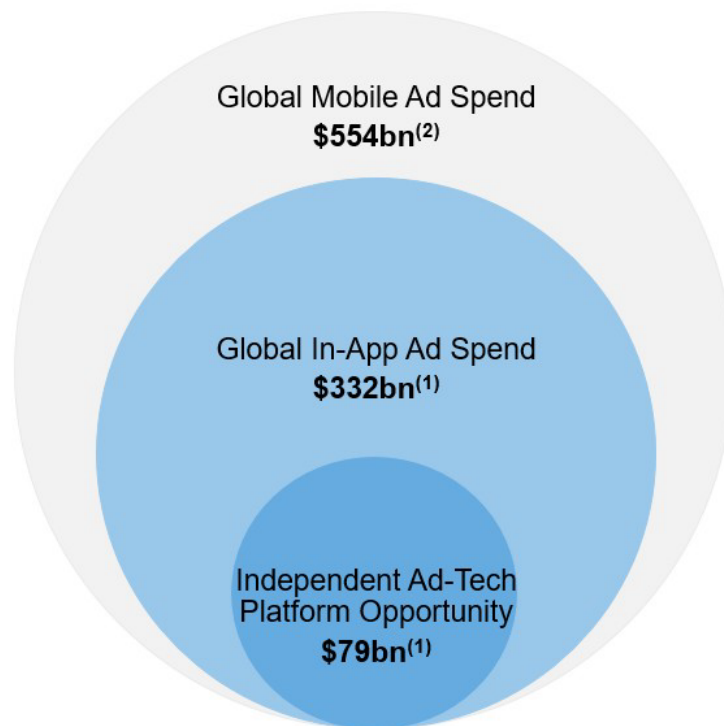 Global Mobile Ad Spend
$554bn(2)
Global In-App Ad Spend
$332bn(1)
Independent Ad-Tech
Platform Opportunity
$79bn(1)